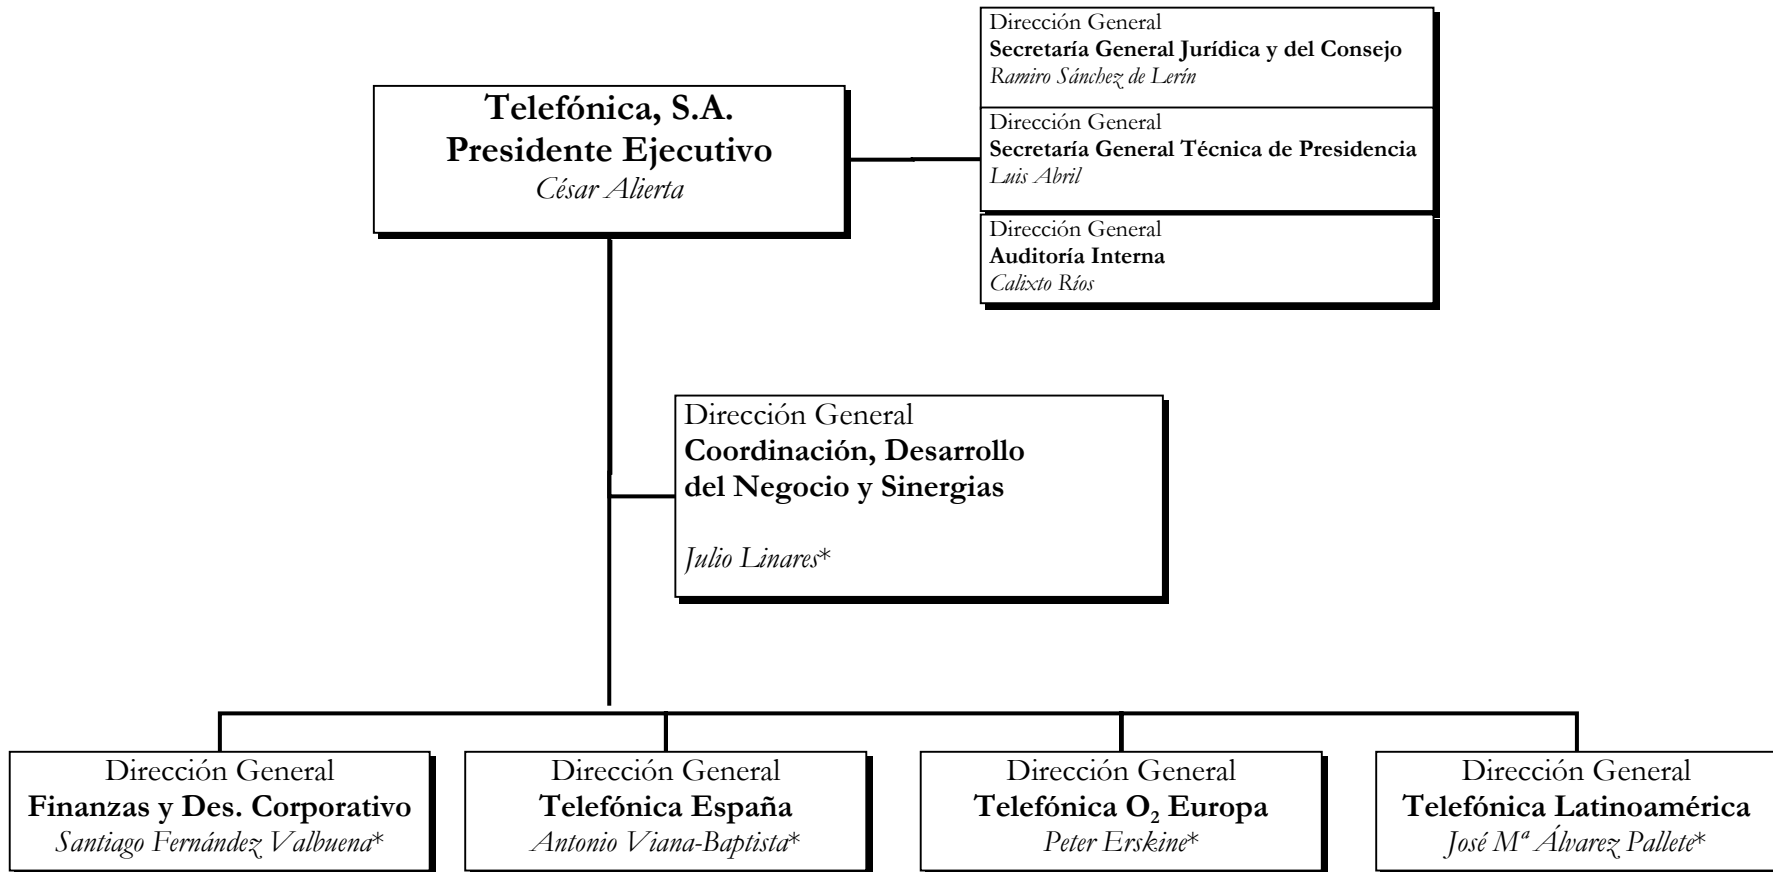 Telefónica, S.A.
Presidente Ejecutivo
César Alierta
Dirección General
Secretaría General Jurídica y del Consejo
Ramiro Sánchez de Lerín
Dirección General
Secretaría General Técnica de Presidencia
Luis Abril
Dirección General
Auditoría Interna
Calixto Ríos
Dirección General
Coordinación, Desarrollo
del Negocio y Sinergias
Julio Linares*
Dirección General
Finanzas y Des. Corporativo
Santiago Fernández Valbuena*
Dirección General
Telefónica España
Antonio Viana-Baptista*
Dirección General
Telefónica O₂ Europa
Peter Erskine*
Dirección General
Telefónica Latinoamérica
José Mª Álvarez Pallete*